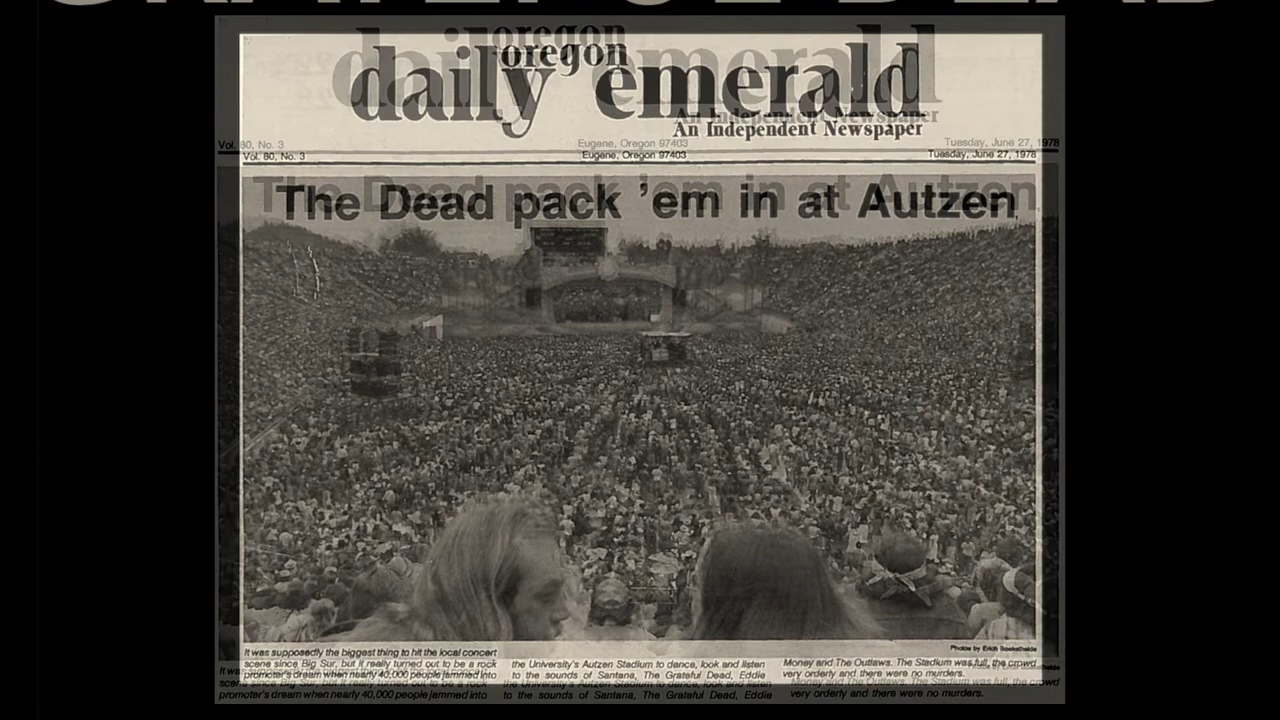 GRATEFUL DEAD
oregon
daily emerald
An Independent Newspaper
Vol. 80, No. 3 Eugene, Oregon 97403 Tuesday, June 27, 1978
The Dead pack 'em in at Autzen
Photos by Erich Boekelheide
It was supposedly the biggest thing to hit the local concert
scene since Big Sur, but it really turned out to be a rock
promoter's dream when nearly 40,000 people jammed into
the University's Autzen Stadium to dance, look and listen
to the sounds of Santana, The Grateful Dead, Eddie
Money and The Outlaws. The Stadium was full, the crowd
very orderly and there were no murders.